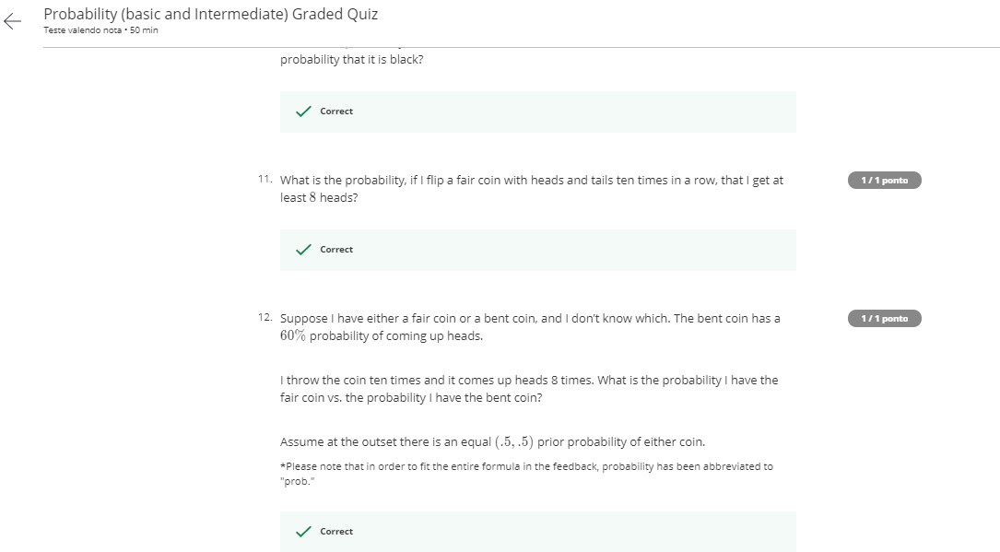 Probability (basic and Intermediate) Graded Quiz
Teste valendo nota • 50 min
probability that it is black?
Correct
11. What is the probability, if I flip a fair coin with heads and tails ten times in a row, that I get at
least 8 heads?
1 / 1 ponto
Correct
12. Suppose I have either a fair coin or a bent coin, and I don't know which. The bent coin has a
60% probability of coming up heads.
1 / 1 ponto
I throw the coin ten times and it comes up heads 8 times. What is the probability I have the
fair coin vs. the probability I have the bent coin?
Assume at the outset there is an equal (.5, .5) prior probability of either coin.
*Please note that in order to fit the entire formula in the feedback, probability has been abbreviated to
"prob."
Correct